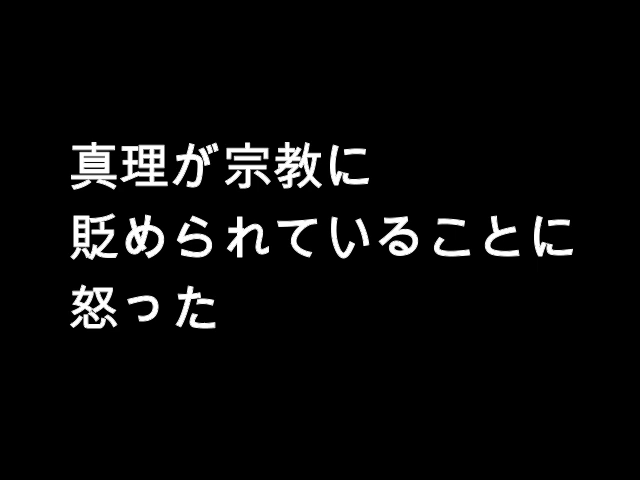 真理が宗教に
貶められていることに
怒った